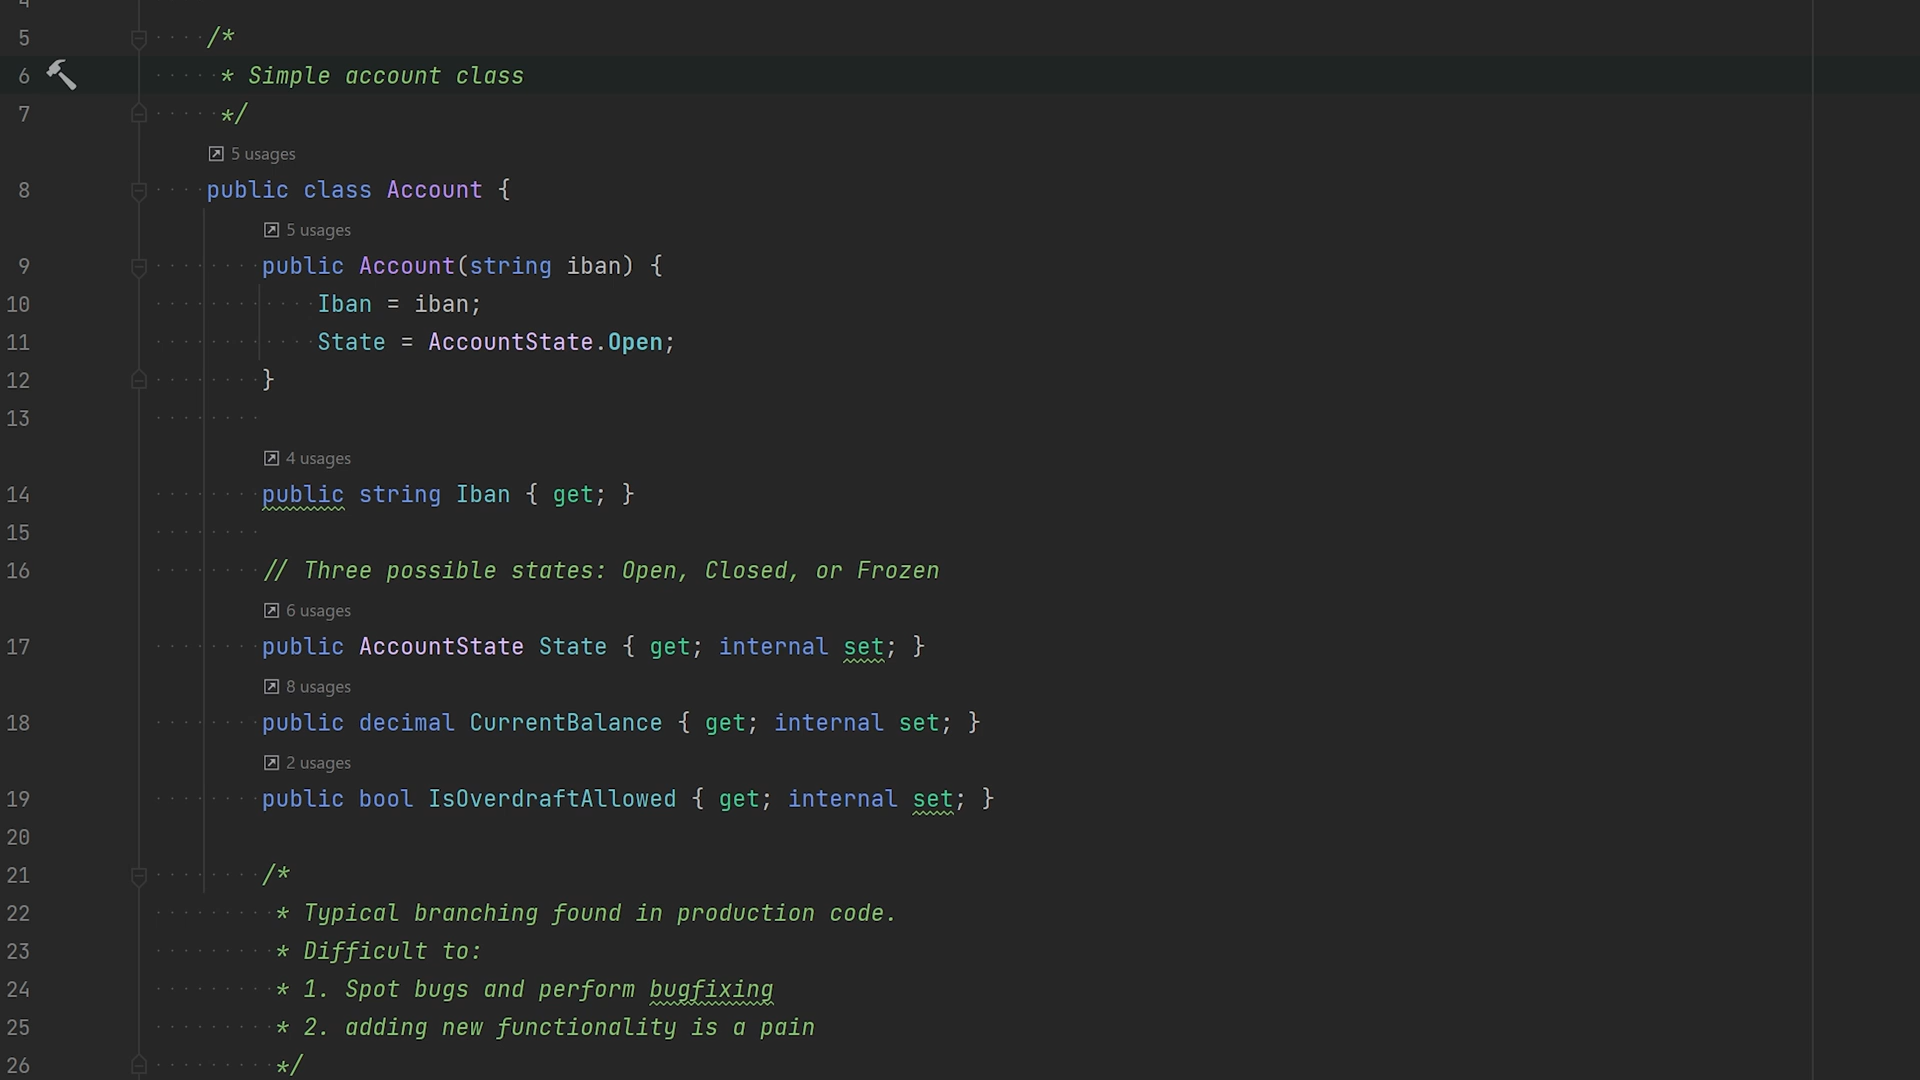 5 /*
6 * Simple account class
7 */
5 usages
8 public class Account {
5 usages
9 public Account(string iban) {
10 Iban = iban;
11 State = AccountState.Open;
12 }
13
4 usages
14 public string Iban { get; }
15
16 // Three possible states: Open, Closed, or Frozen
6 usages
17 public AccountState State { get; internal set; }
8 usages
18 public decimal CurrentBalance { get; internal set; }
2 usages
19 public bool IsOverdraftAllowed { get; internal set; }
20
21 /*
22 * Typical branching found in production code.
23 * Difficult to:
24 * 1. Spot bugs and perform bugfixing
25 * 2. adding new functionality is a pain
26 */